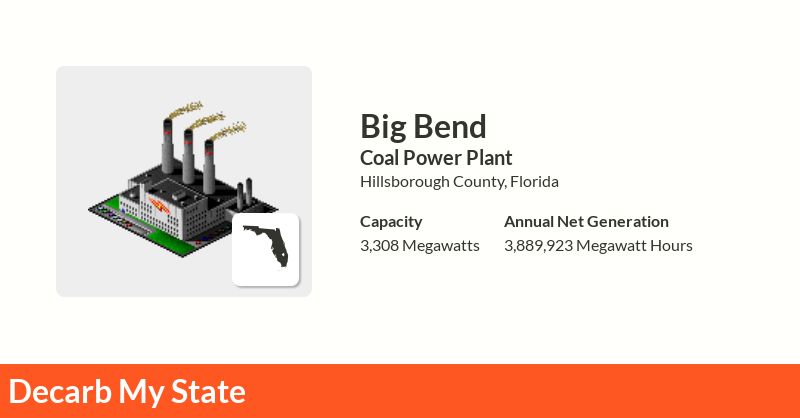 Big Bend
Coal Power Plant
Hillsborough County, Florida
Capacity
Annual Net Generation
3,308 Megawatts
3,889,923 Megawatt Hours
Decarb My State